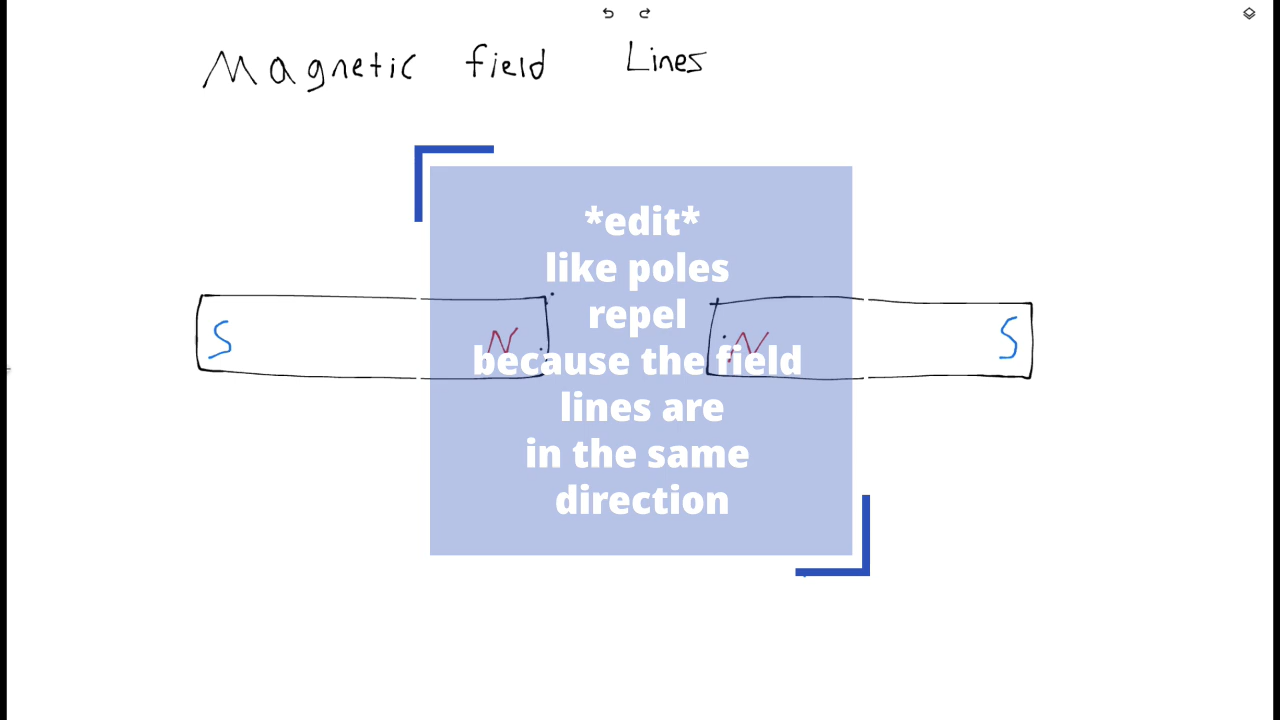 Magnetic field Lines
*edit*
like poles
repel
S N N S
because the field
lines are
in the same
direction